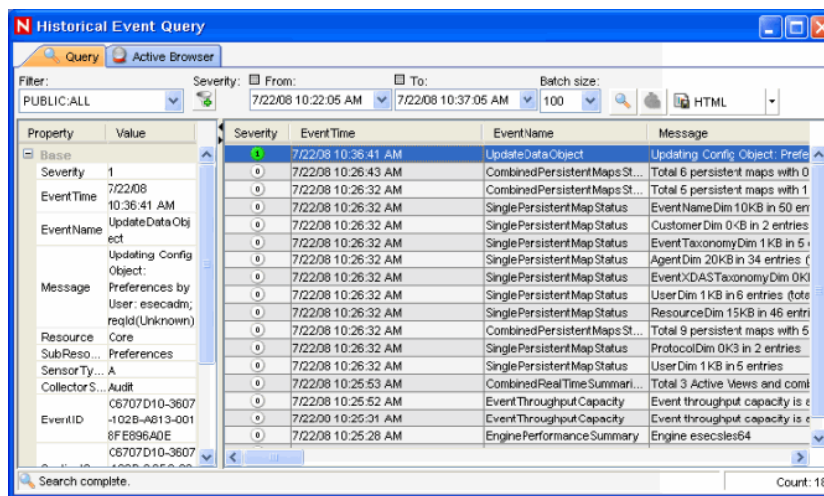 N Historical Event Query
Query Active Browser
Filter: Severity: From: To: Batch size:
PUBLIC:ALL 7/22/08 10:22:05 AM 7/22/08 10:37:05 AM 100 HTML
Property Value
Base
Severity 1
EventTime 7/22/08
10:36:41 AM
EventName UpdateDataObj
ect
Message Updating Config
Object:
Preferences by
User: esecadm;
reqId(Unknown)
Resource Core
SubReso... Preferences
SensorTy... A
CollectorS... Audit
EventID C6707D10-3607
-102B-A813-001
8FE896A0E
C6707D10-3607
Severity EventTime EventName Message
1 7/22/08 10:36:41 AM UpdateDataObject Updating Config Object: Prefe
0 7/22/08 10:26:43 AM CombinedPersistentMapsSt... Total 6 persistent maps with 0
0 7/22/08 10:26:32 AM CombinedPersistentMapsSt... Total 5 persistent maps with 1
0 7/22/08 10:26:32 AM SinglePersistentMapStatus EventNameDim 10KB in 50 en
0 7/22/08 10:26:32 AM SinglePersistentMapStatus CustomerDim 0KB in 2 entries
0 7/22/08 10:26:32 AM SinglePersistentMapStatus EventTaxonomyDim 1KB in 5
0 7/22/08 10:26:32 AM SinglePersistentMapStatus AgentDim 20KB in 34 entries
0 7/22/08 10:26:32 AM SinglePersistentMapStatus EventXDASTaxonomyDim 0K
0 7/22/08 10:26:32 AM SinglePersistentMapStatus UserDim 1KB in 6 entries (tota
0 7/22/08 10:26:32 AM SinglePersistentMapStatus ResourceDim 15KB in 46 entri
0 7/22/08 10:26:32 AM CombinedPersistentMapsSt... Total 9 persistent maps with 5
0 7/22/08 10:26:32 AM SinglePersistentMapStatus ProtocolDim 0KB in 2 entries
0 7/22/08 10:26:32 AM SinglePersistentMapStatus UserDim 1KB in 5 entries
0 7/22/08 10:25:53 AM CombinedRealTimeSummari... Total 3 Active Views and com
0 7/22/08 10:25:52 AM EventThroughputCapacity Event throughput capacity is
0 7/22/08 10:25:31 AM EventThroughputCapacity Event throughput capacity is
0 7/22/08 10:25:28 AM EnginePerformanceSummary Engine esecsles64
Search complete. Count: 18